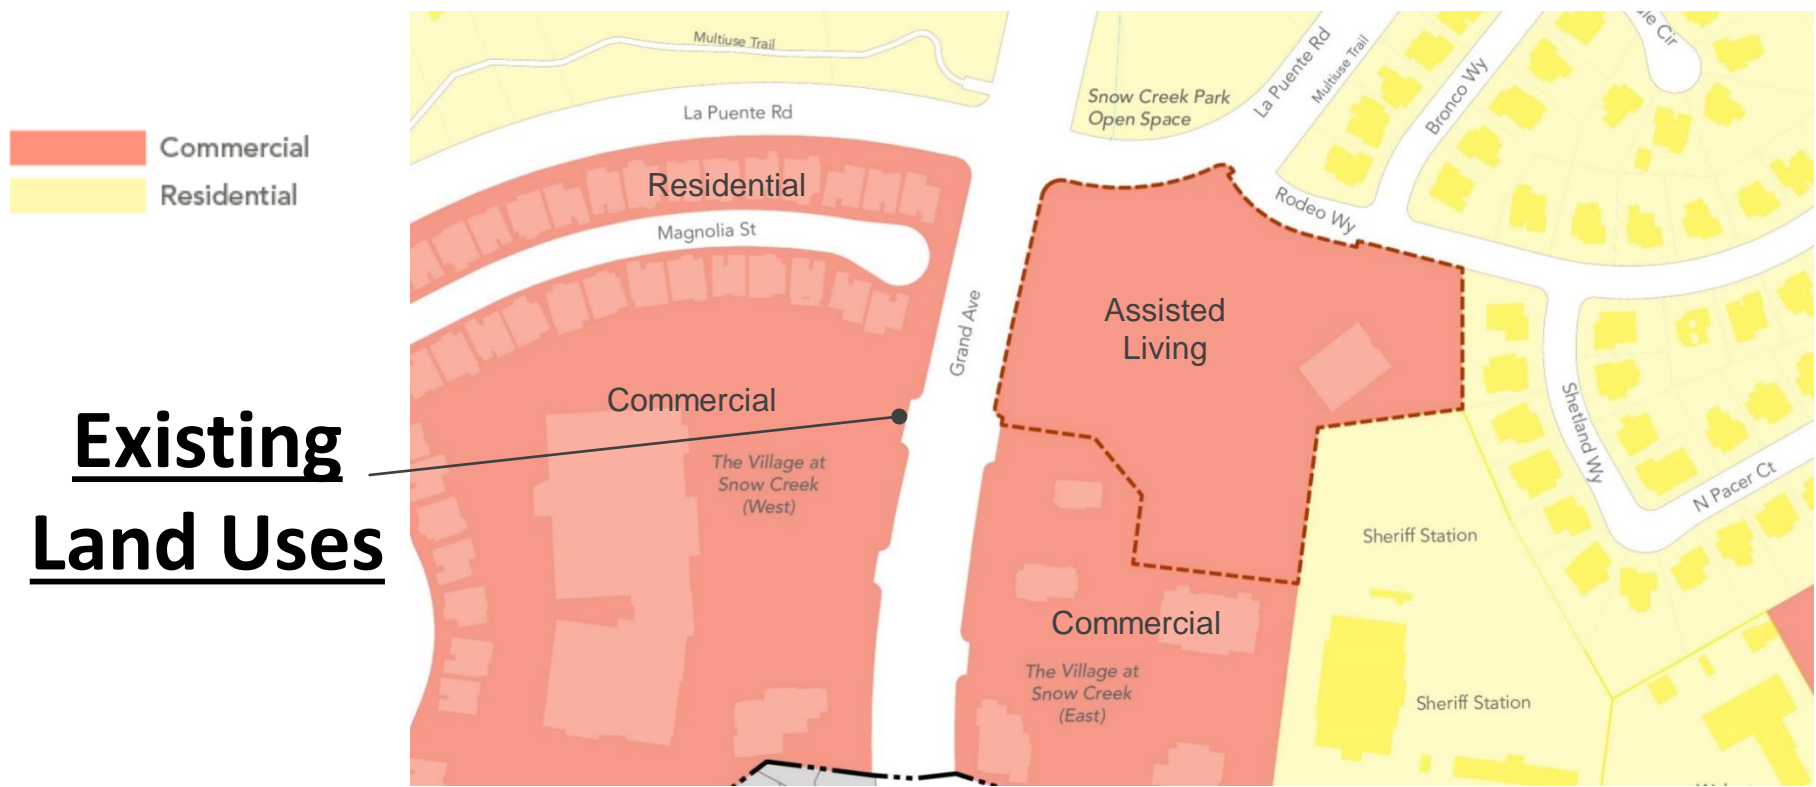 Commercial
Residential
Existing
Land Uses
Multiuse Trail
La Puente Rd
Residential
Magnolia St
Commercial
The Village at
Snow Creek
(West)
Grand Ave
Snow Creek Park
Open Space
La Puente Rd
Multiuse Trail
Bronco Wy
Cir
Rodeo Wy
Assisted
Living
Shetland Wy
N Pacer Ct
Sheriff Station
Commercial
The Village at
Snow Creek
(East)
Sheriff Station